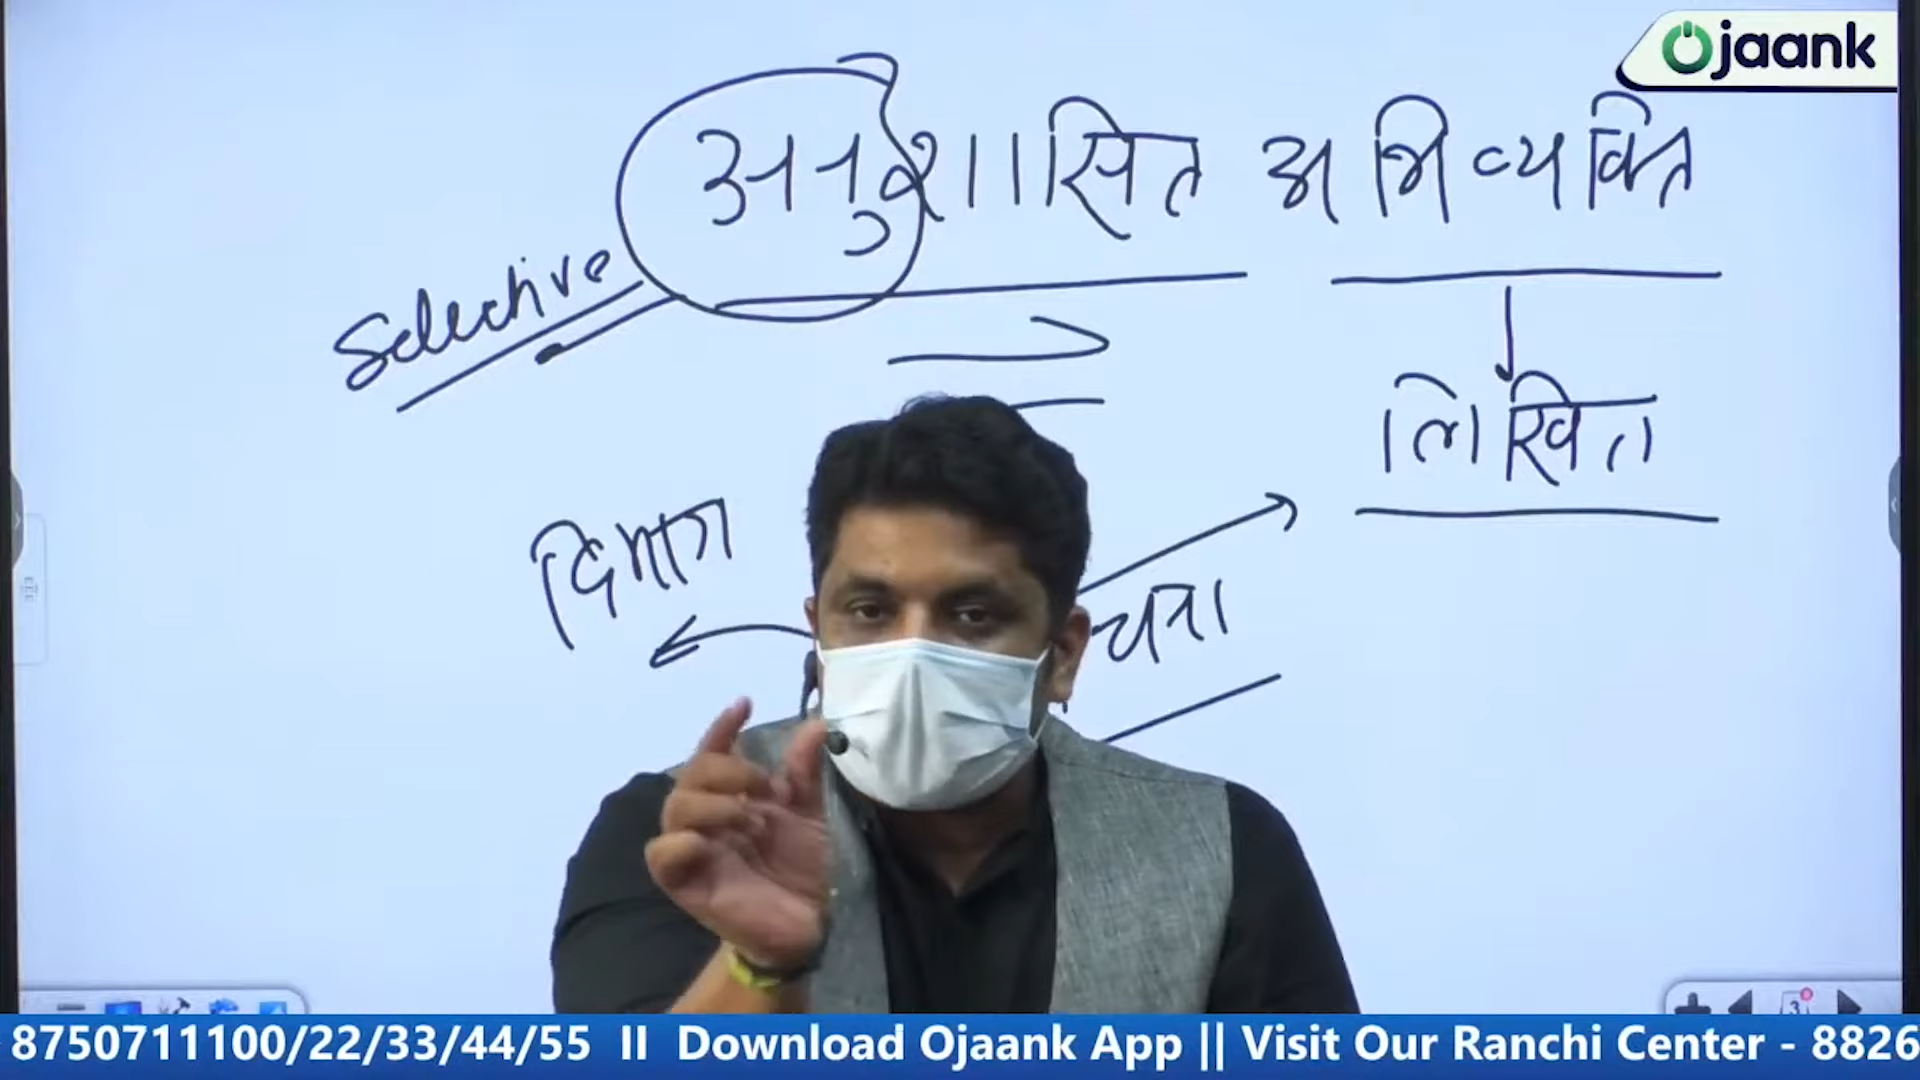 Ojaank
अनुशासित अभिव्यक्ति
Selective
लिखित
दिमाग
8750711100/22/33/44/55 II Download Ojaank App || Visit Our Ranchi Center - 8826